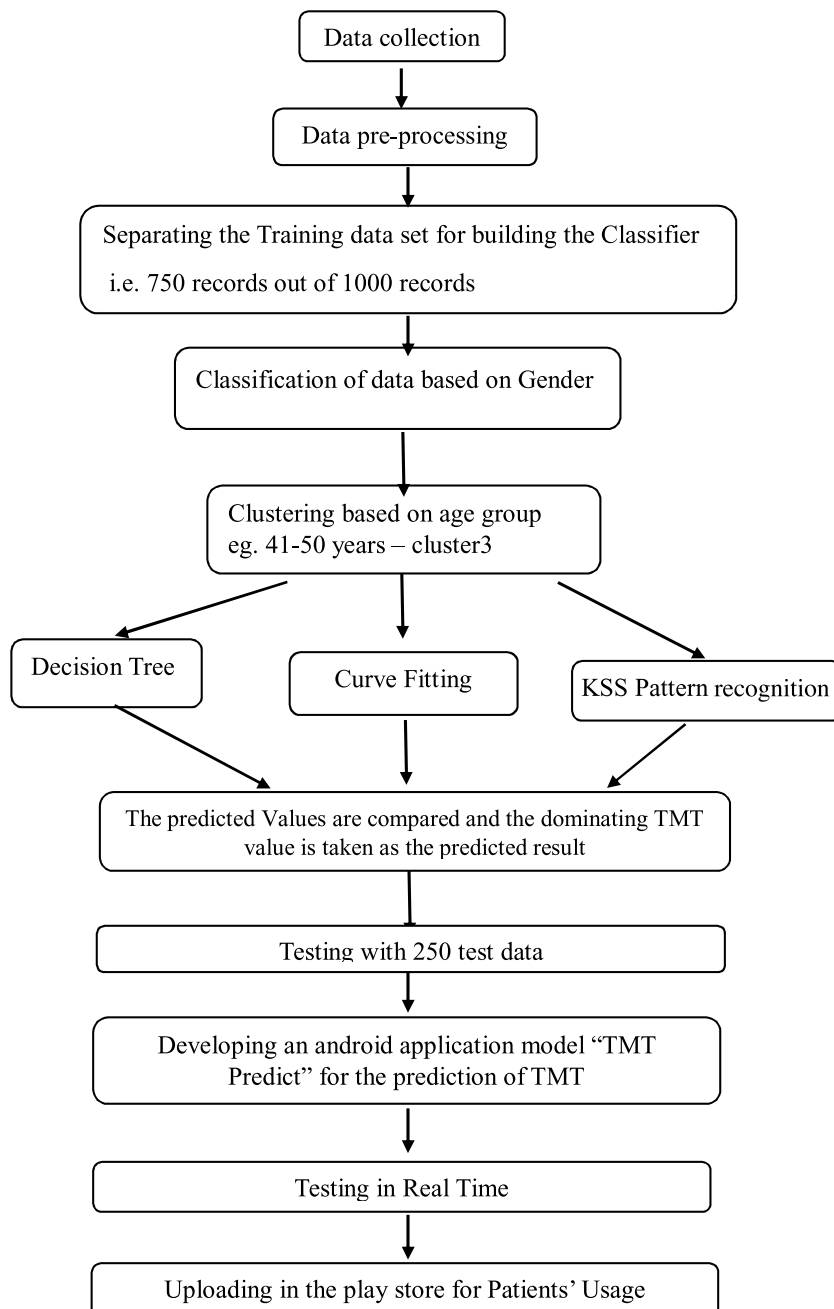 Data collection
Data pre-processing
Separating the Training data set for building the Classifier
i.e. 750 records out of 1000 records
Classification of data based on Gender
Clustering based on age group
eg. 41-50 years – cluster3
Decision Tree
Curve Fitting
KSS Pattern recognition
The predicted Values are compared and the dominating TMT
value is taken as the predicted result
Testing with 250 test data
Developing an android application model “TMT
Predict” for the prediction of TMT
Testing in Real Time
Uploading in the play store for Patients’ Usage